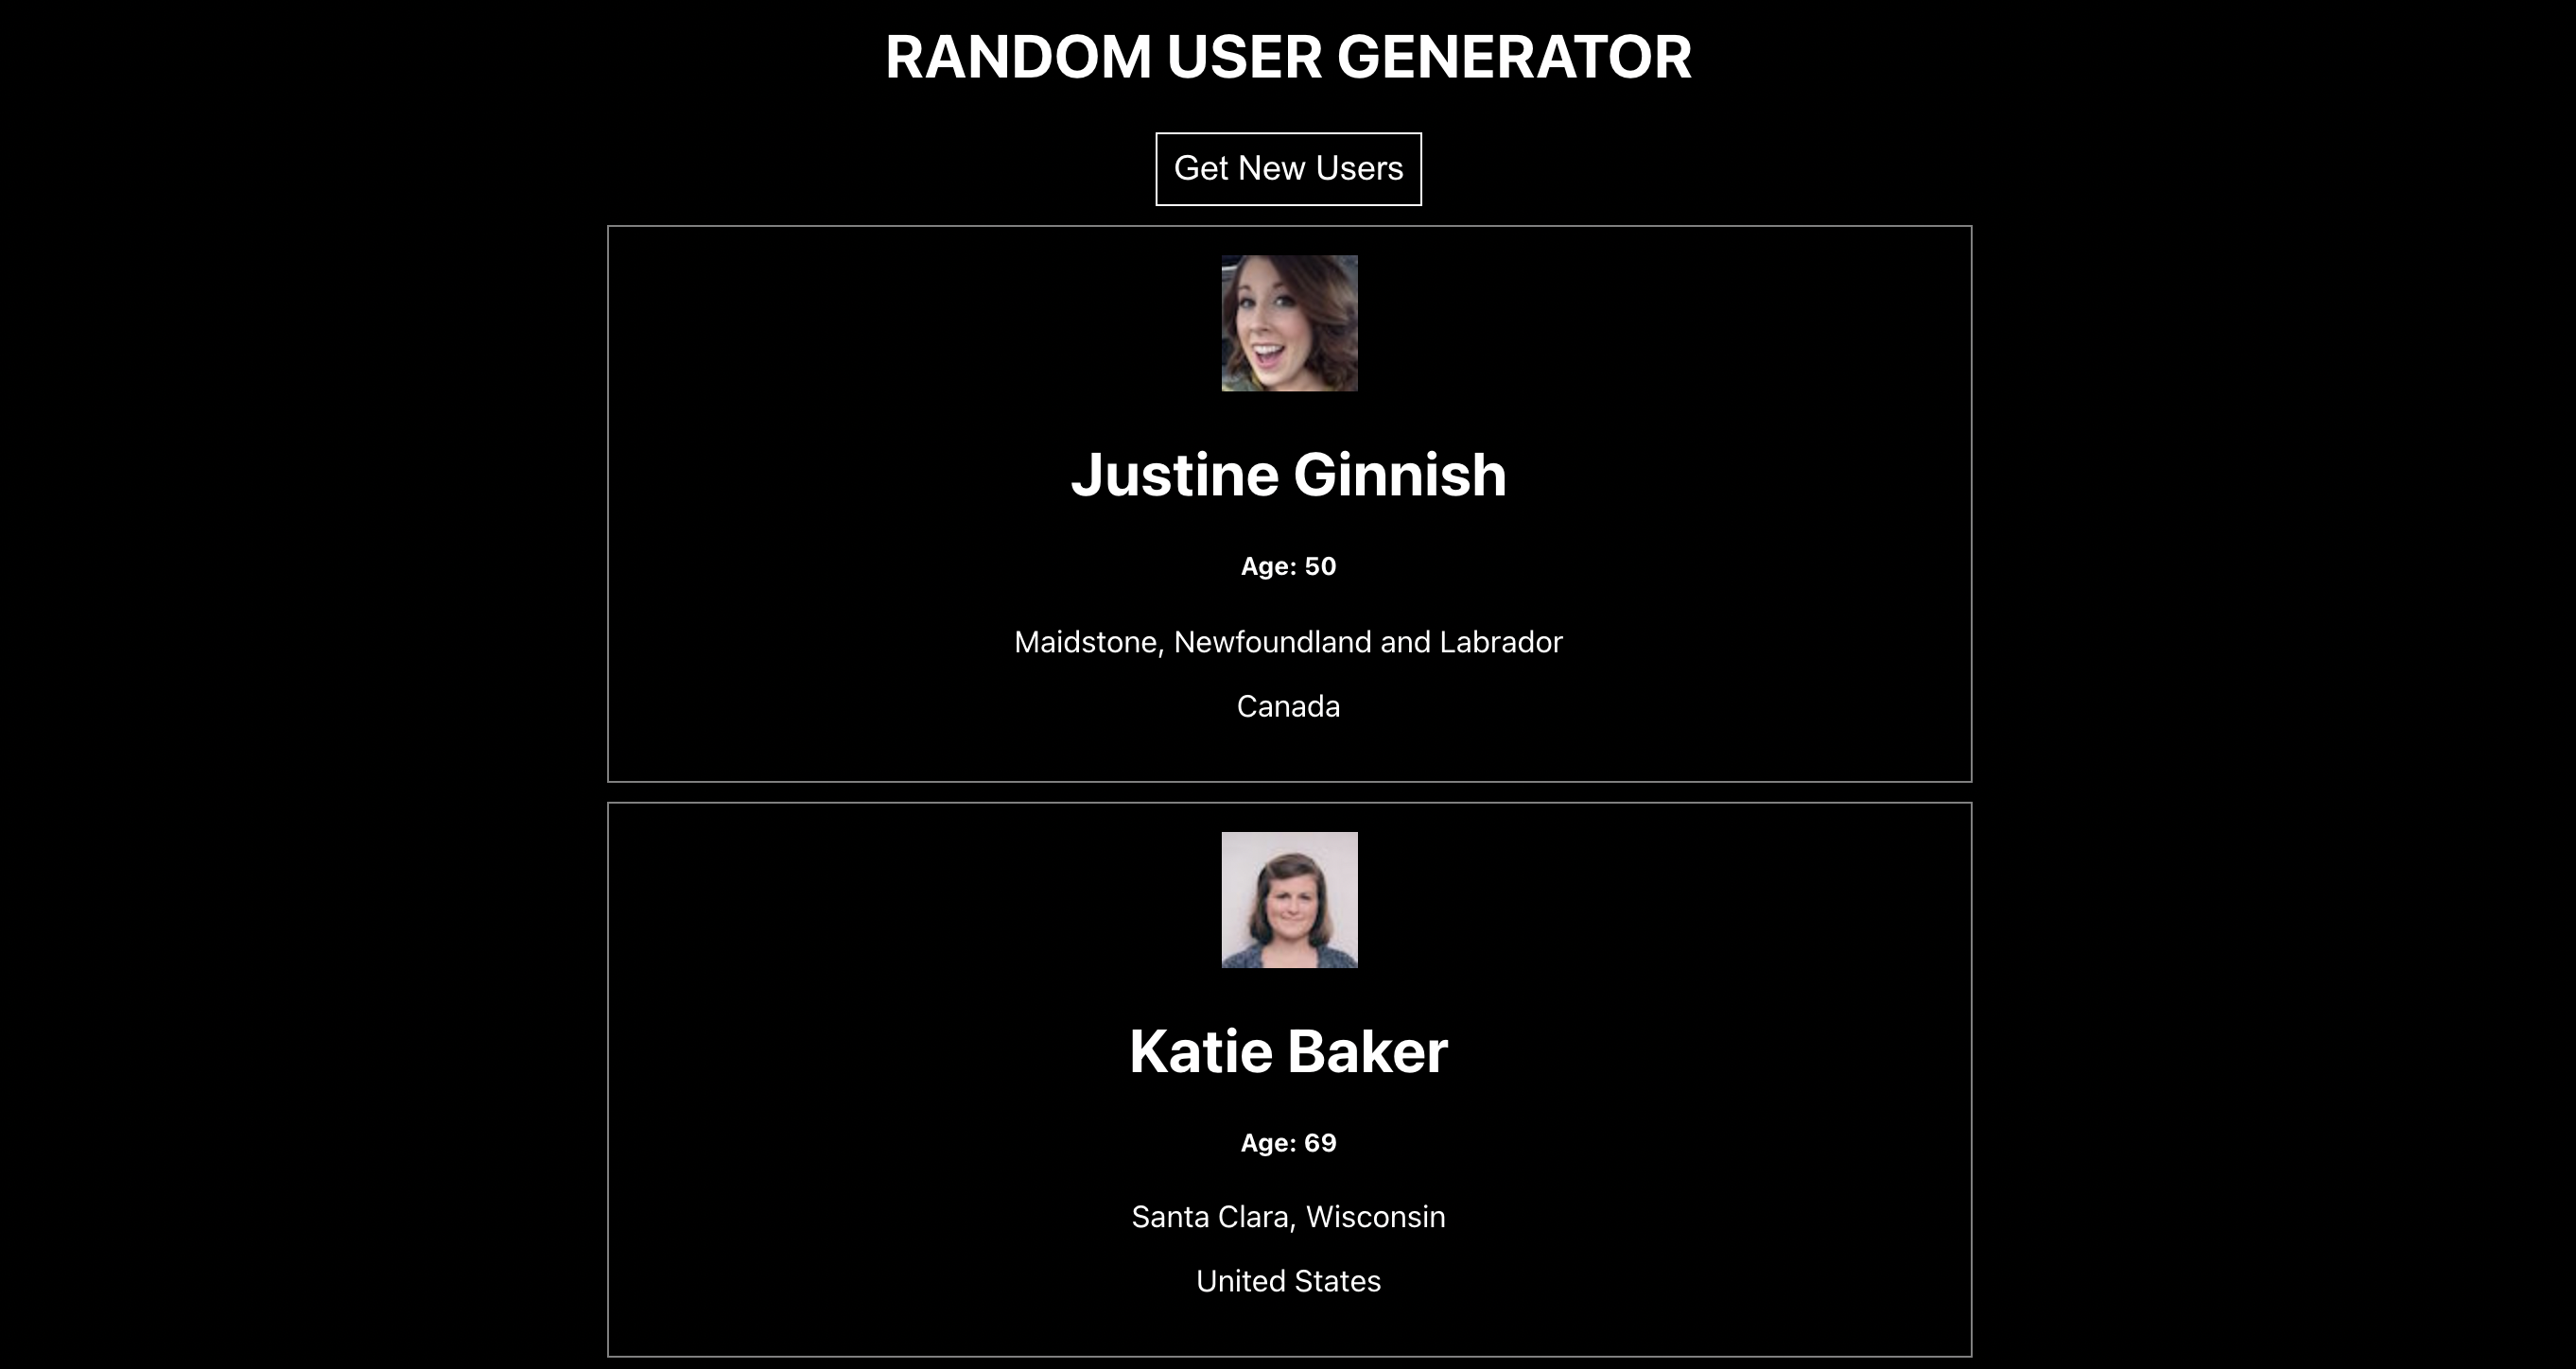 RANDOM USER GENERATOR
Get New Users
Justine Ginnish
Age: 50
Maidstone, Newfoundland and Labrador
Canada
Katie Baker
Age: 69
Santa Clara, Wisconsin
United States